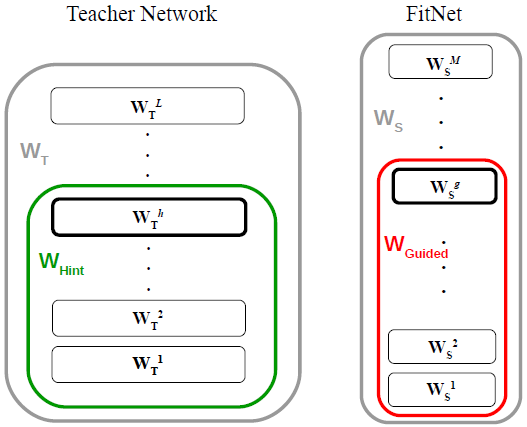 Teacher Network
W_T^L
W_T
W_T^h
W_Hint
W_T^2
W_T^1
FitNet
W_S^M
W_S
W_S^g
W_Guided
W_S^2
W_S^1